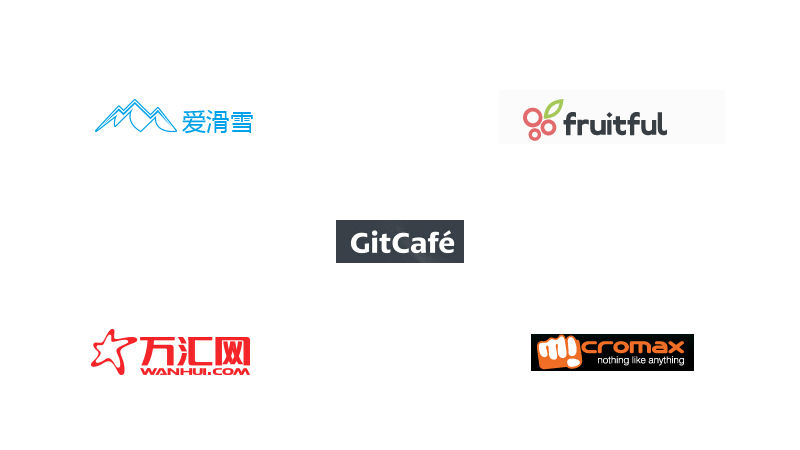 爱滑雪
fruitful
GitCafé
万汇网
WANHUI.COM
m!cromax
nothing like anything